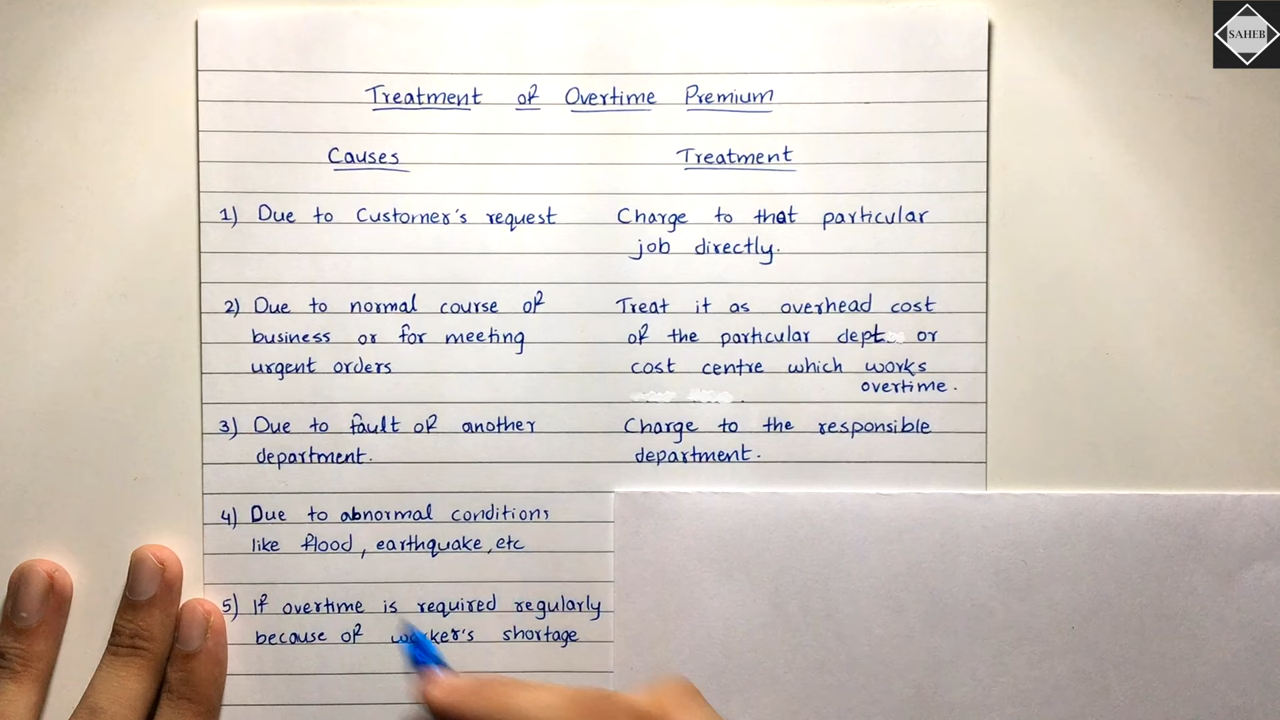 SAHEB
Treatment of Overtime Premium
Causes Treatment
1) Due to Customer's request Charge to that particular
job directly.
2) Due to normal course of Treat it as overhead cost
business or for meeting of the particular dept or
urgent orders cost centre which works
overtime.
3) Due to fault of another Charge to the responsible
department. department.
4) Due to abnormal conditions
like flood, earthquake, etc
5) If overtime is required regularly
because of worker's shortage